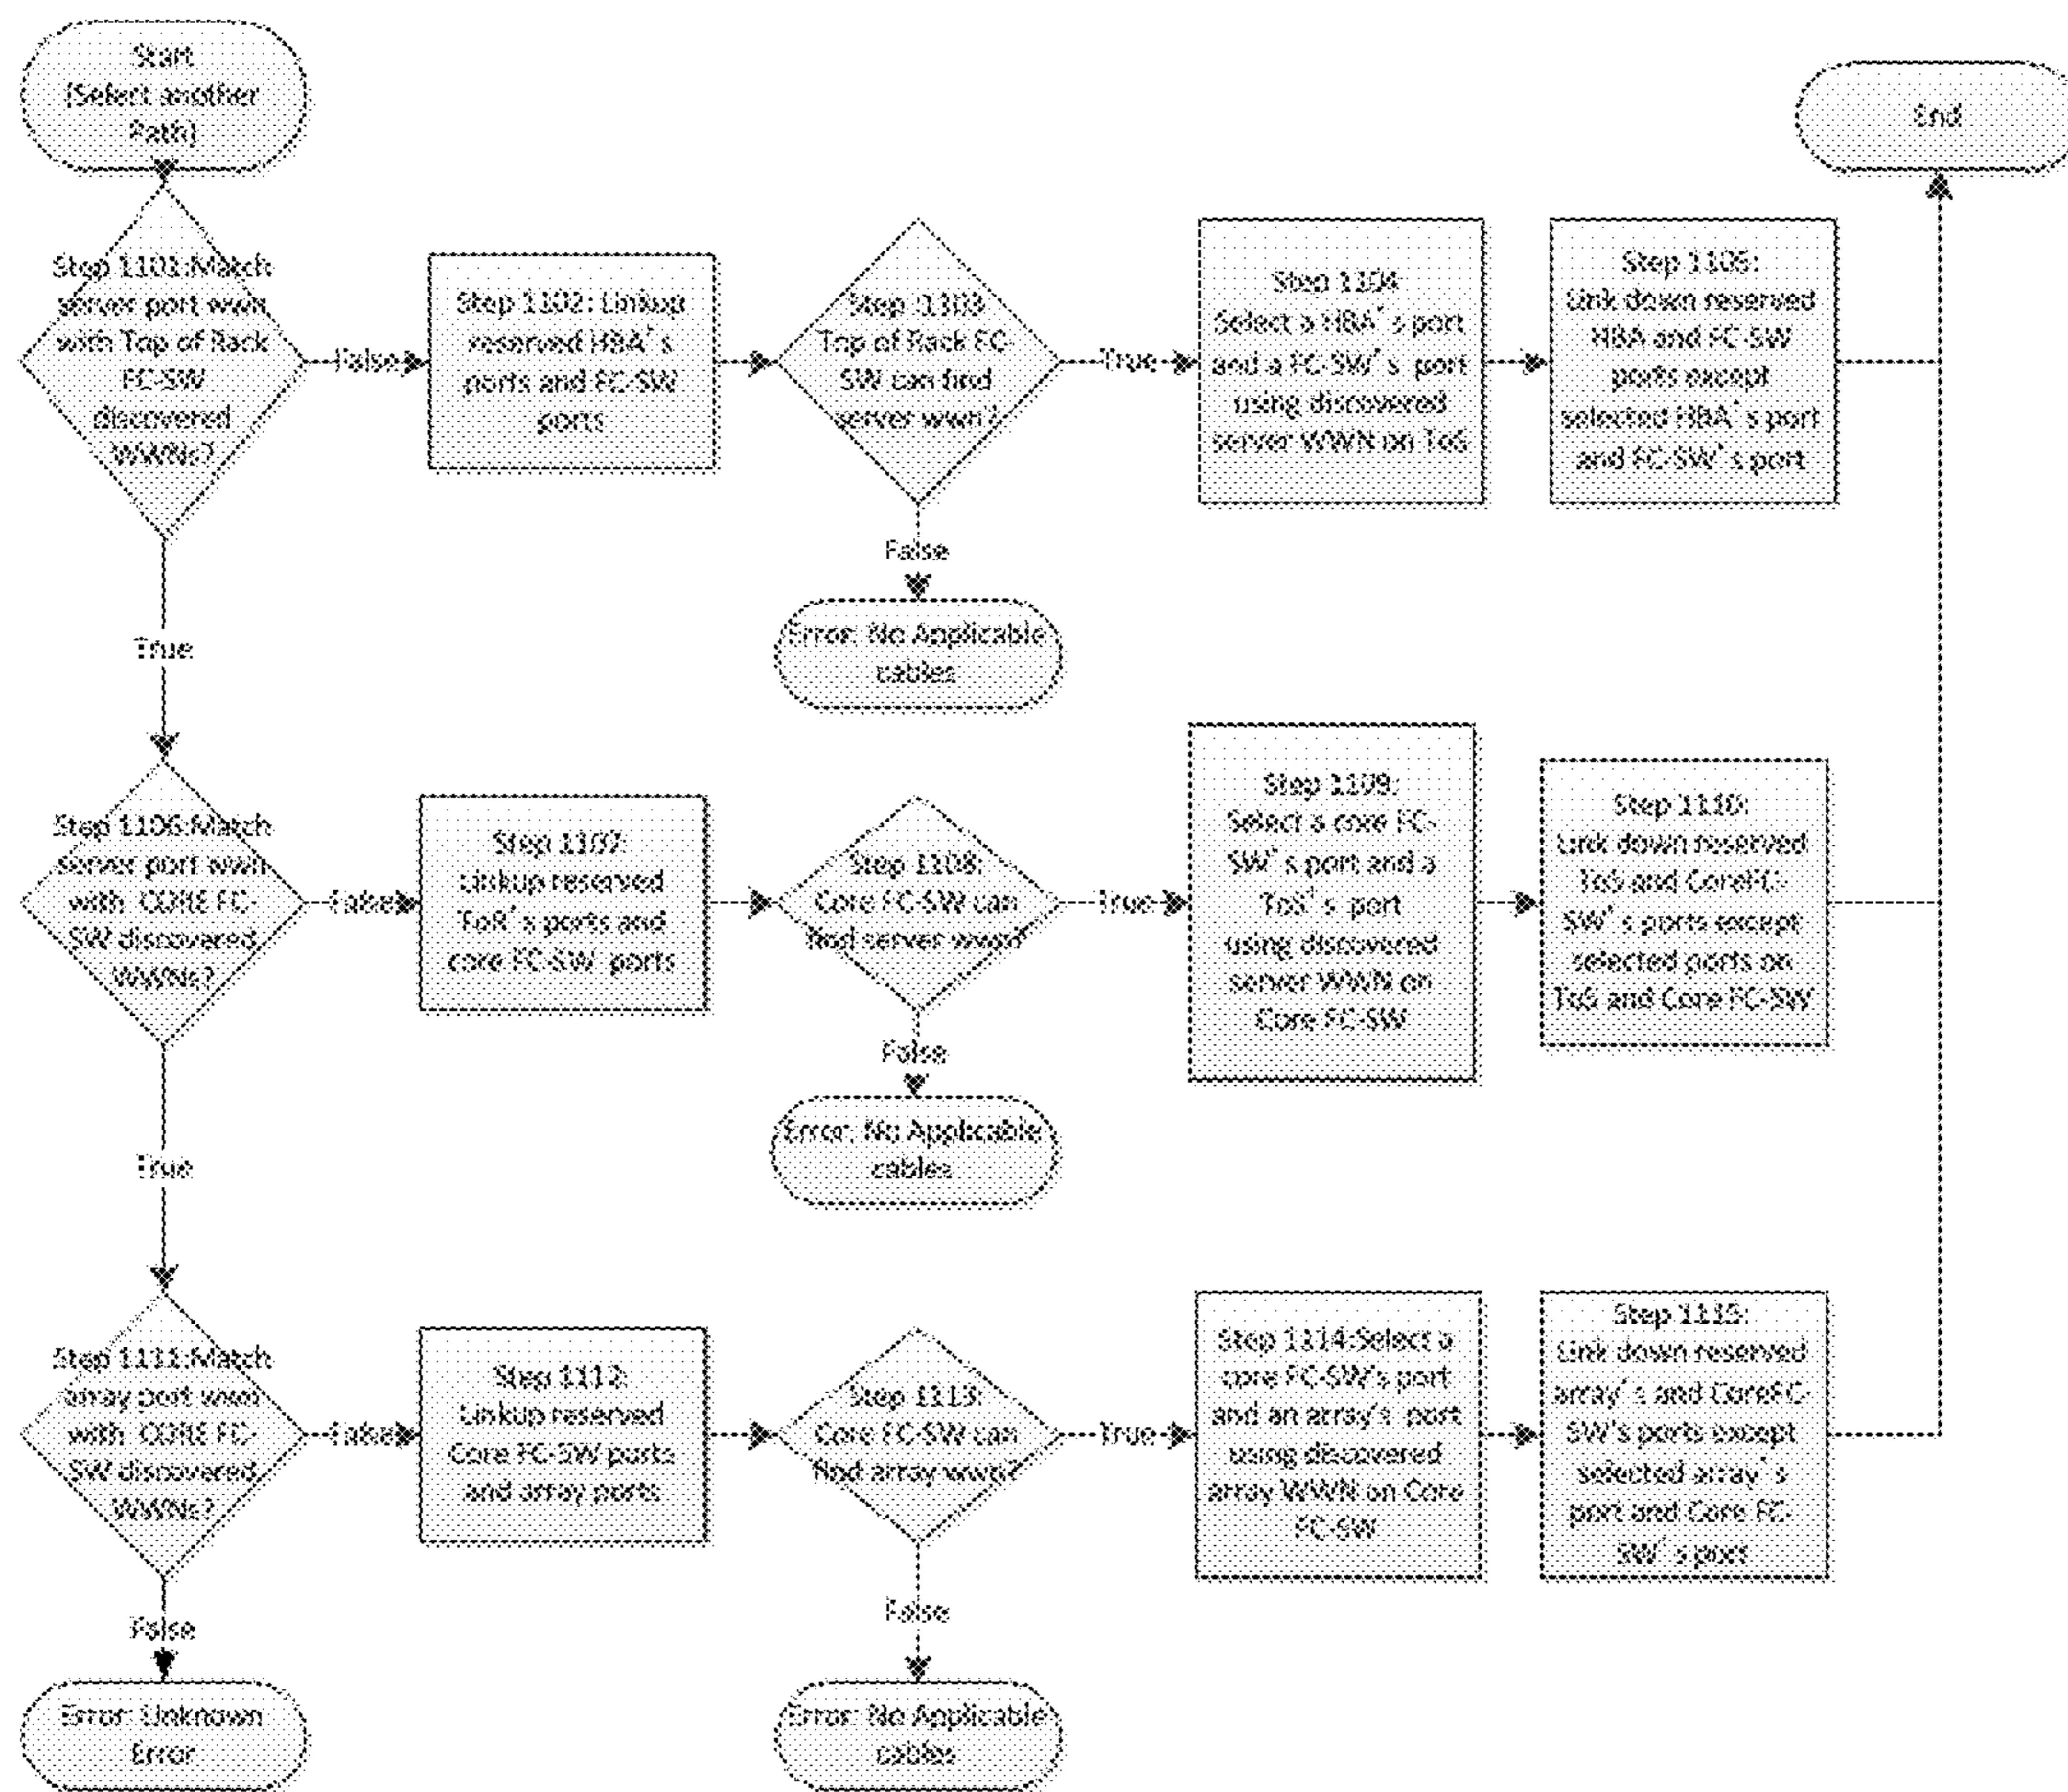 Start
(Select another
Path)
End
Step 1101:Match
server port wwn
with Top of Rack
FC-SW
discovered
WWNs?
False
Step 1102: Linkup
reserved HBA's
ports and FC-SW
ports
Step :1103
Top of Rack FC-
SW can find
server wwn?
True
Step 1104:
Select a HBA's port
and a FC-SW's port
using discovered
server WWN on ToS
Step 1105:
Link down reserved
HBA and FC-SW
ports except
selected HBA's port
and FC-SW's port
False
Error: No Applicable
cables
True
Step 1106:Match
server port wwn
with CORE FC-
SW discovered
WWNs?
False
Step 1107:
Linkup reserved
ToR's ports and
core FC-SW ports
Step 1108:
Core FC-SW can
find server wwn?
True
Step 1109:
Select a core FC-
SW's port and a
ToS's port
using discovered
server WWN on
Core FC-SW
Step 1110:
Link down reserved
ToS and CoreFC-
SW's ports except
selected ports on
ToS and Core FC-SW
False
Error: No Applicable
cables
True
Step 1111:Match
array port wwn
with CORE FC-
SW discovered
WWNs?
False
Step 1112:
Linkup reserved
Core FC-SW ports
and array ports
Step 1113:
Core FC-SW can
find array wwn?
True
Step 1114:Select a
core FC-SW's port
and an array's port
using discovered
array WWN on Core
FC-SW
Step 1115:
Link down reserved
array's and CoreFC-
SW's ports except
selected array's
port and Core FC-
SW's port
False
Error: Unknown
Error
False
Error: No Applicable
cables